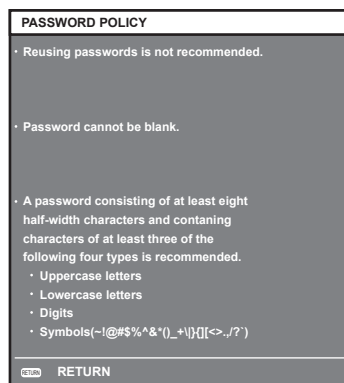 PASSWORD POLICY
· Reusing passwords is not recommended.
· Password cannot be blank.
· A password consisting of at least eight
half-width characters and contaning
characters of at least three of the
following four types is recommended.
· Uppercase letters
· Lowercase letters
· Digits
· Symbols(~!@#$%^&*()_+\|}{][<>.,/?`)
RETURN RETURN